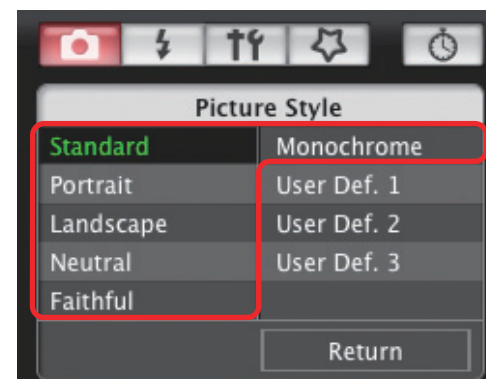 Picture Style
Standard Monochrome
Portrait User Def. 1
Landscape User Def. 2
Neutral User Def. 3
Faithful
Return